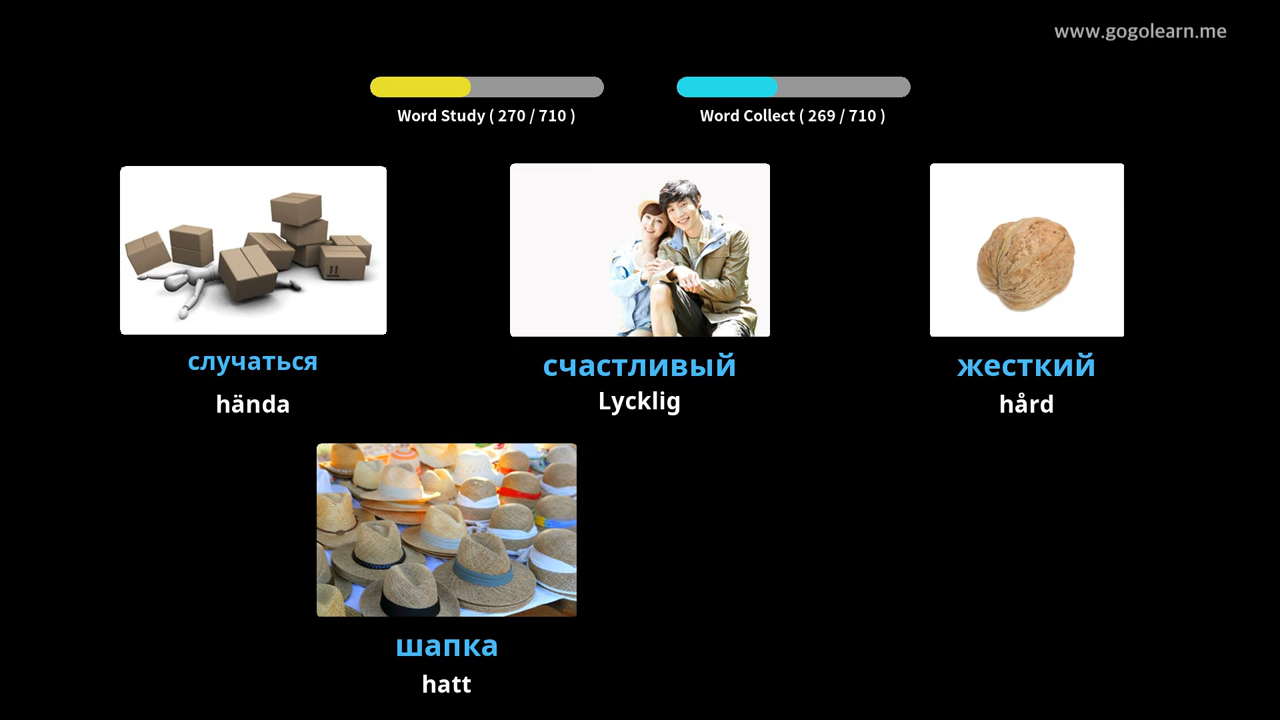 www.gogolearn.me
Word Study ( 270 / 710 )
Word Collect ( 269 / 710 )
случаться
hända
счастливый
Lycklig
жесткий
hård
шапка
hatt